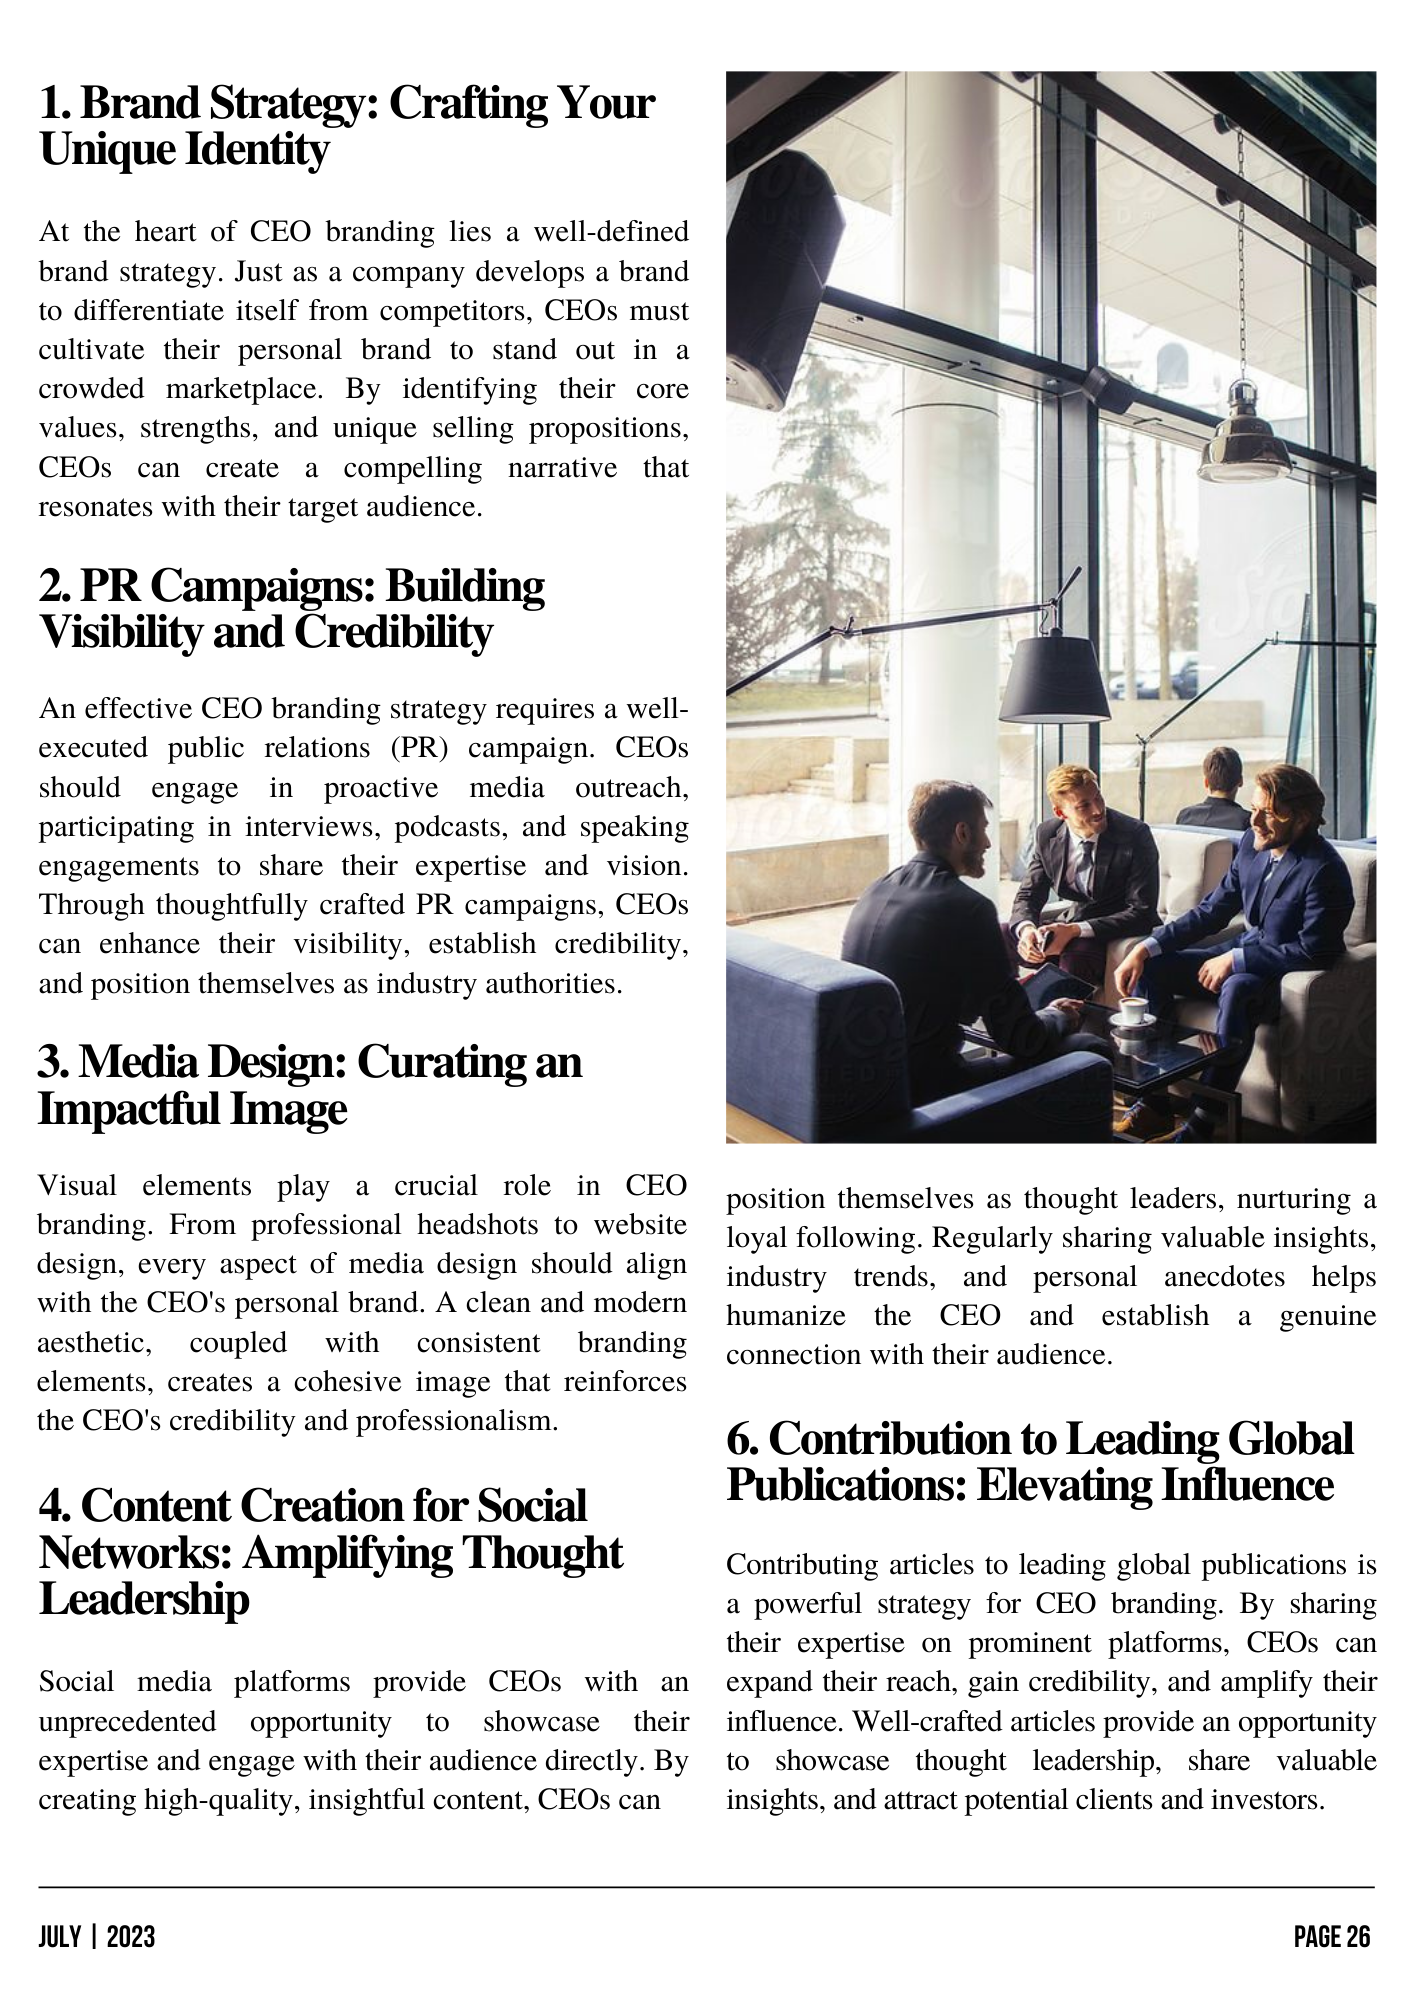 1. Brand Strategy: Crafting Your
Unique Identity
At the heart of CEO branding lies a well-defined
brand strategy. Just as a company develops a brand
to differentiate itself from competitors, CEOs must
cultivate their personal brand to stand out in a
crowded marketplace. By identifying their core
values, strengths, and unique selling propositions,
CEOs can create a compelling narrative that
resonates with their target audience.
2. PR Campaigns: Building
Visibility and Credibility
An effective CEO branding strategy requires a well-
executed public relations (PR) campaign. CEOs
should engage in proactive media outreach,
participating in interviews, podcasts, and speaking
engagements to share their expertise and vision.
Through thoughtfully crafted PR campaigns, CEOs
can enhance their visibility, establish credibility,
and position themselves as industry authorities.
3. Media Design: Curating an
Impactful Image
Visual elements play a crucial role in CEO
branding. From professional headshots to website
design, every aspect of media design should align
with the CEO's personal brand. A clean and modern
aesthetic, coupled with consistent branding
elements, creates a cohesive image that reinforces
the CEO's credibility and professionalism.
4. Content Creation for Social
Networks: Amplifying Thought
Leadership
Social media platforms provide CEOs with an
unprecedented opportunity to showcase their
expertise and engage with their audience directly. By
creating high-quality, insightful content, CEOs can
position themselves as thought leaders, nurturing a
loyal following. Regularly sharing valuable insights,
industry trends, and personal anecdotes helps
humanize the CEO and establish a genuine
connection with their audience.
6. Contribution to Leading Global
Publications: Elevating Influence
Contributing articles to leading global publications is
a powerful strategy for CEO branding. By sharing
their expertise on prominent platforms, CEOs can
expand their reach, gain credibility, and amplify their
influence. Well-crafted articles provide an opportunity
to showcase thought leadership, share valuable
insights, and attract potential clients and investors.
JULY | 2023
PAGE 26